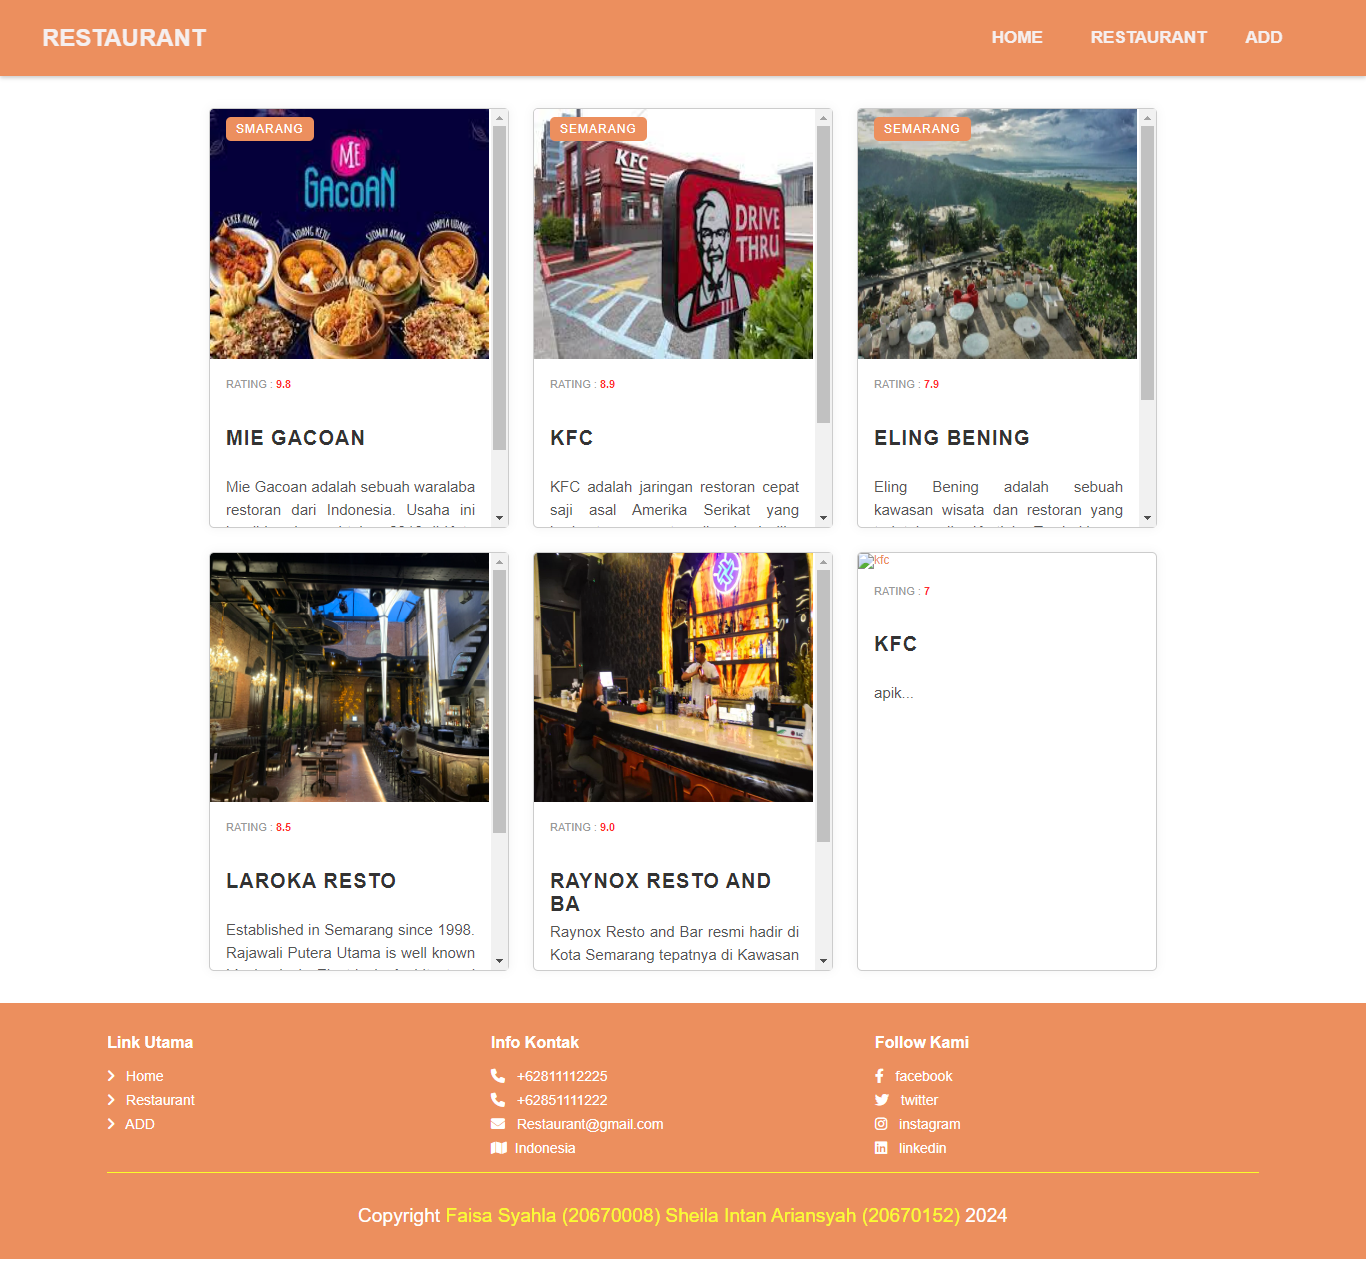 RESTAURANT
HOME RESTAURANT ADD
SMARANG
MIE
GACOAN
CEKER AYAM
UDANG KEJU
SIOMAY AYAM
LUMPIA UDANG
UDANG RAMBUTAN
RATING : 9.8
MIE GACOAN
Mie Gacoan adalah sebuah waralaba
restoran dari Indonesia. Usaha ini
SEMARANG
KFC
DRIVE
THRU
RATING : 8.9
KFC
KFC adalah jaringan restoran cepat
saji asal Amerika Serikat yang
SEMARANG
RATING : 7.9
ELING BENING
Eling Bening adalah sebuah
kawasan wisata dan restoran yang
RATING : 8.5
LAROKA RESTO
Established in Semarang since 1998.
Rajawali Putera Utama is well known
RATING : 9.0
RAYNOX RESTO AND
BA
Raynox Resto and Bar resmi hadir di
Kota Semarang tepatnya di Kawasan
kfc
RATING : 7
KFC
apik...
Link Utama
Home
Restaurant
ADD
Info Kontak
+62811112225
+62851111222
Restaurant@gmail.com
Indonesia
Follow Kami
facebook
twitter
instagram
linkedin
Copyright Faisa Syahla (20670008) Sheila Intan Ariansyah (20670152) 2024